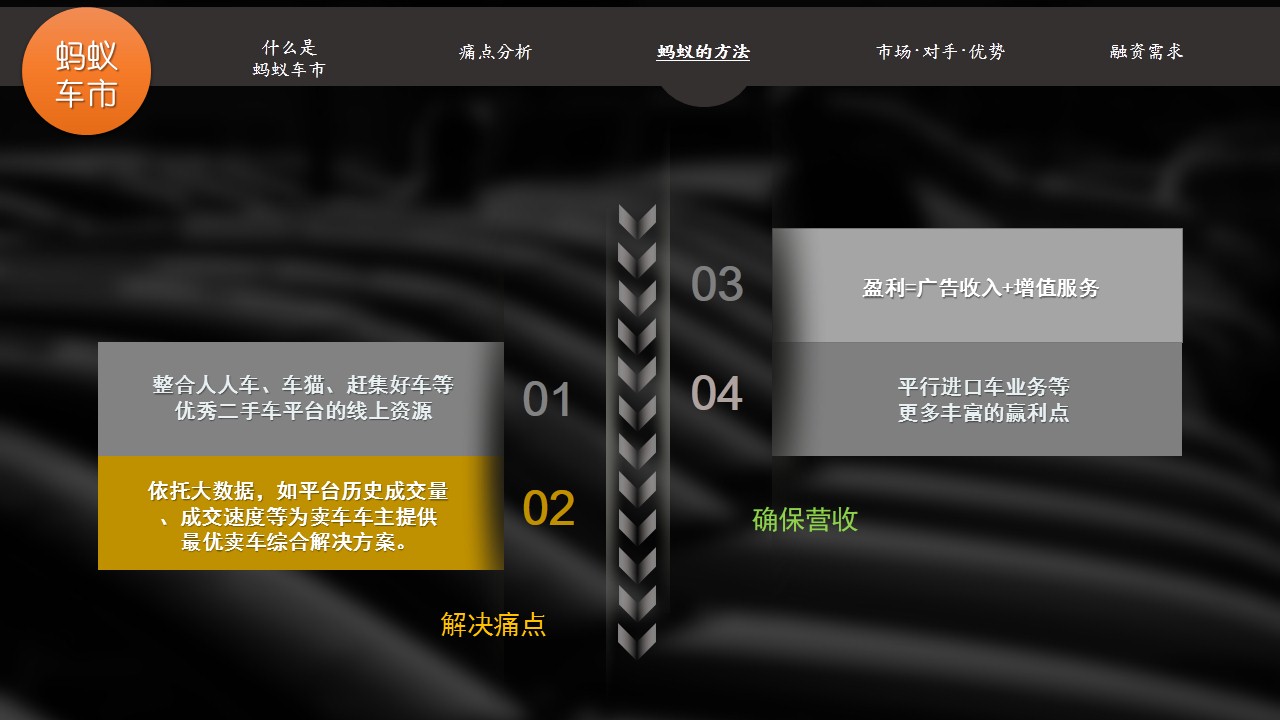 蚂蚁
车市
什么是
蚂蚁车市
痛点分析
蚂蚁的方法
市场·对手·优势
融资需求
整合人人车、车猫、赶集好车等
优秀二手车平台的线上资源
01
依托大数据，如平台历史成交量
、成交速度等为卖车车主提供
最优卖车综合解决方案。
02
解决痛点
03
盈利=广告收入+增值服务
04
平行进口车业务等
更多丰富的赢利点
确保营收